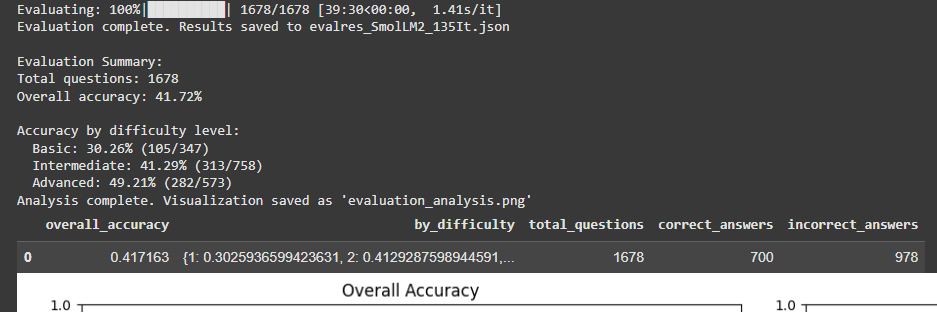 Evaluating: 100%|██████████| 1678/1678 [39:30<00:00,  1.41s/it]
Evaluation complete. Results saved to evalres_SmolLM2_135It.json
Evaluation Summary:
Total questions: 1678
Overall accuracy: 41.72%
Accuracy by difficulty level:
Basic: 30.26% (105/347)
Intermediate: 41.29% (313/758)
Advanced: 49.21% (282/573)
Analysis complete. Visualization saved as 'evaluation_analysis.png'
overall_accuracy by_difficulty total_questions correct_answers incorrect_answers
0 0.417163 {1: 0.3025936599423631, 2: 0.4129287598944591,... 1678 700 978
Overall Accuracy
1.0 1.0